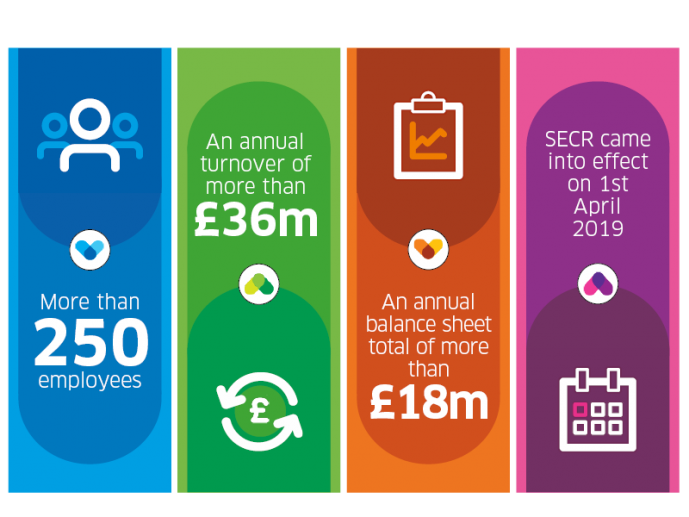 More than
250
employees
An annual
turnover of
more than
£36m
£
An annual
balance sheet
total of more
than
£18m
SECR came
into effect
on 1st
April
2019